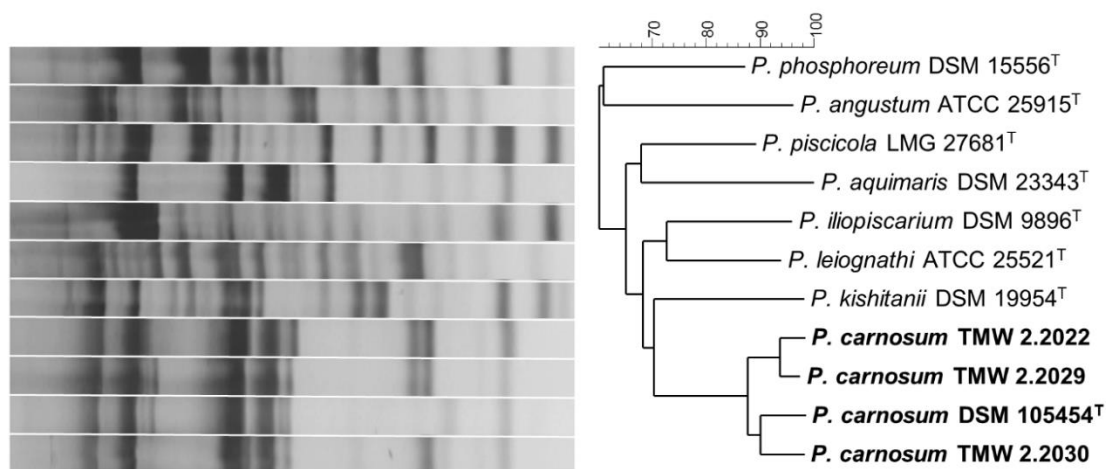 70 80 90 100
P. phosphoreum DSM 15556ᵀ
P. angustum ATCC 25915ᵀ
P. piscicola LMG 27681ᵀ
P. aquimaris DSM 23343ᵀ
P. iliopiscarium DSM 9896ᵀ
P. leiognathi ATCC 25521ᵀ
P. kishitanii DSM 19954ᵀ
P. carnosum TMW 2.2022
P. carnosum TMW 2.2029
P. carnosum DSM 105454ᵀ
P. carnosum TMW 2.2030